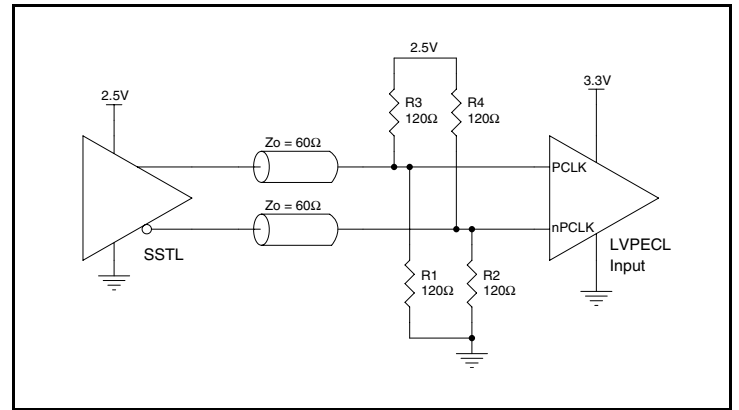 2.5V
2.5V
3.3V
R3
120Ω
R4
120Ω
Zo = 60Ω
PCLK
Zo = 60Ω
nPCLK
SSTL
LVPECL
Input
R1
120Ω
R2
120Ω